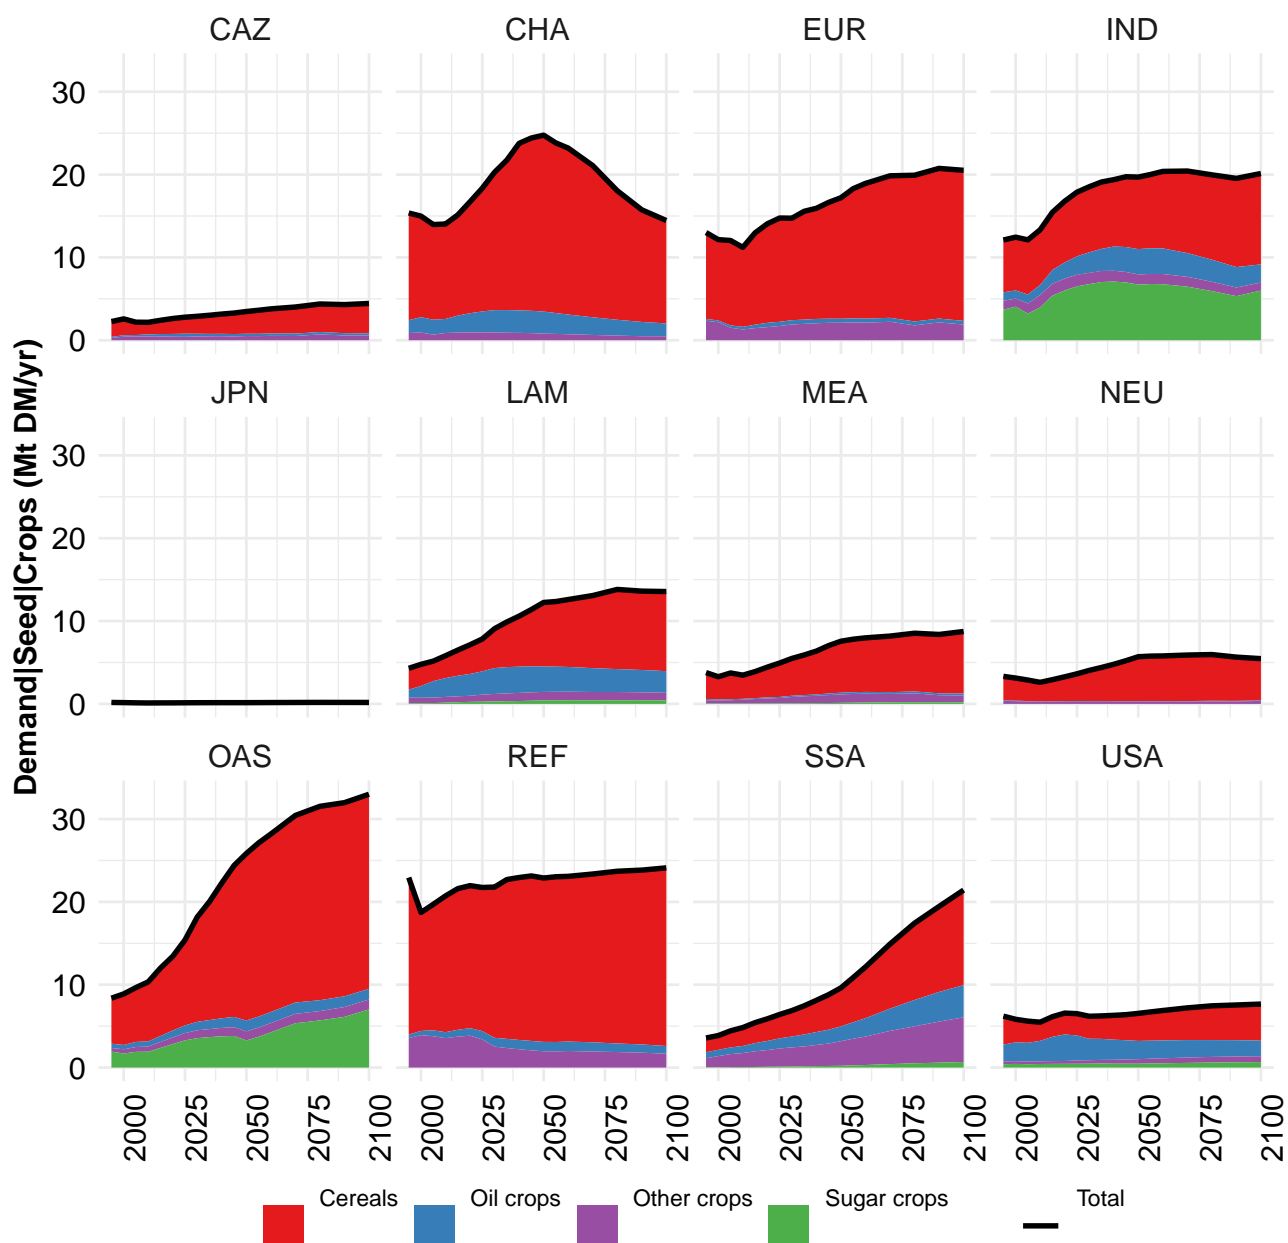 CAZ CHA EUR IND
30
20
10
0
JPN LAM MEA NEU
30
20
10
0
Demand|Seed|Crops (Mt DM/yr)
OAS REF SSA USA
30
20
10
0
2000 2025 2050 2075 2100 2000 2025 2050 2075 2100 2000 2025 2050 2075 2100 2000 2025 2050 2075 2100
Cereals Oil crops Other crops Sugar crops Total